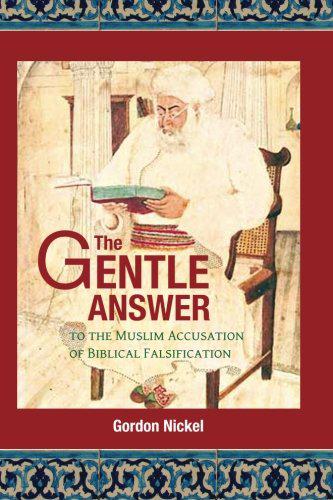 The
GENTLE
ANSWER
TO THE MUSLIM ACCUSATION
OF BIBLICAL FALSIFICATION
Gordon Nickel